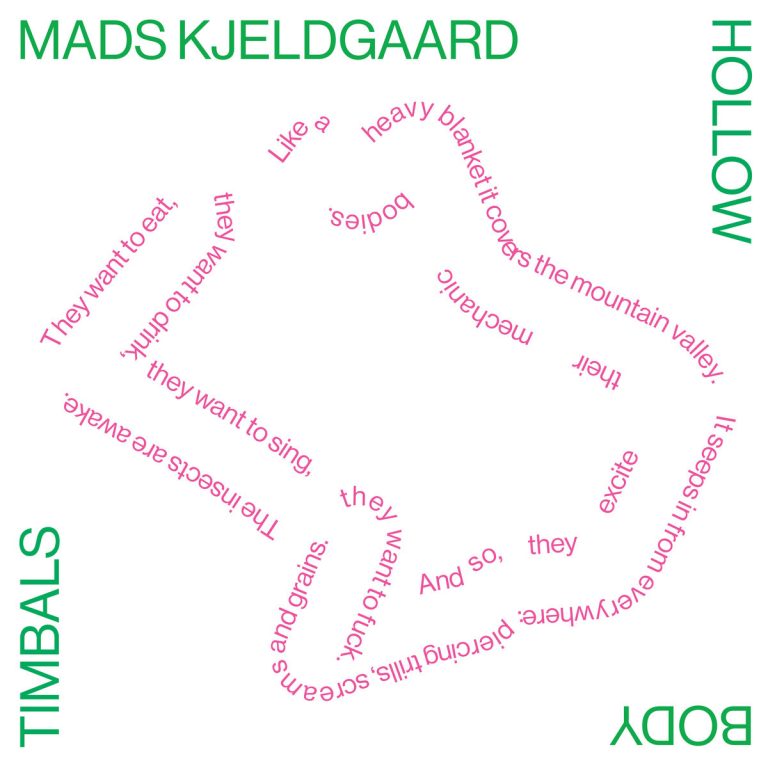 MADS KJELDGAARD
HOLLOW
BODY
TIMBALS
Like a heavy blanket it covers the mountain valley.
It seeps in from everywhere: piercing trills, screams and grains.
The insects are awake.
They want to eat,
they want to drink,
they want to sing,
they want to fuck.
And so, they excite their mechanic bodies.